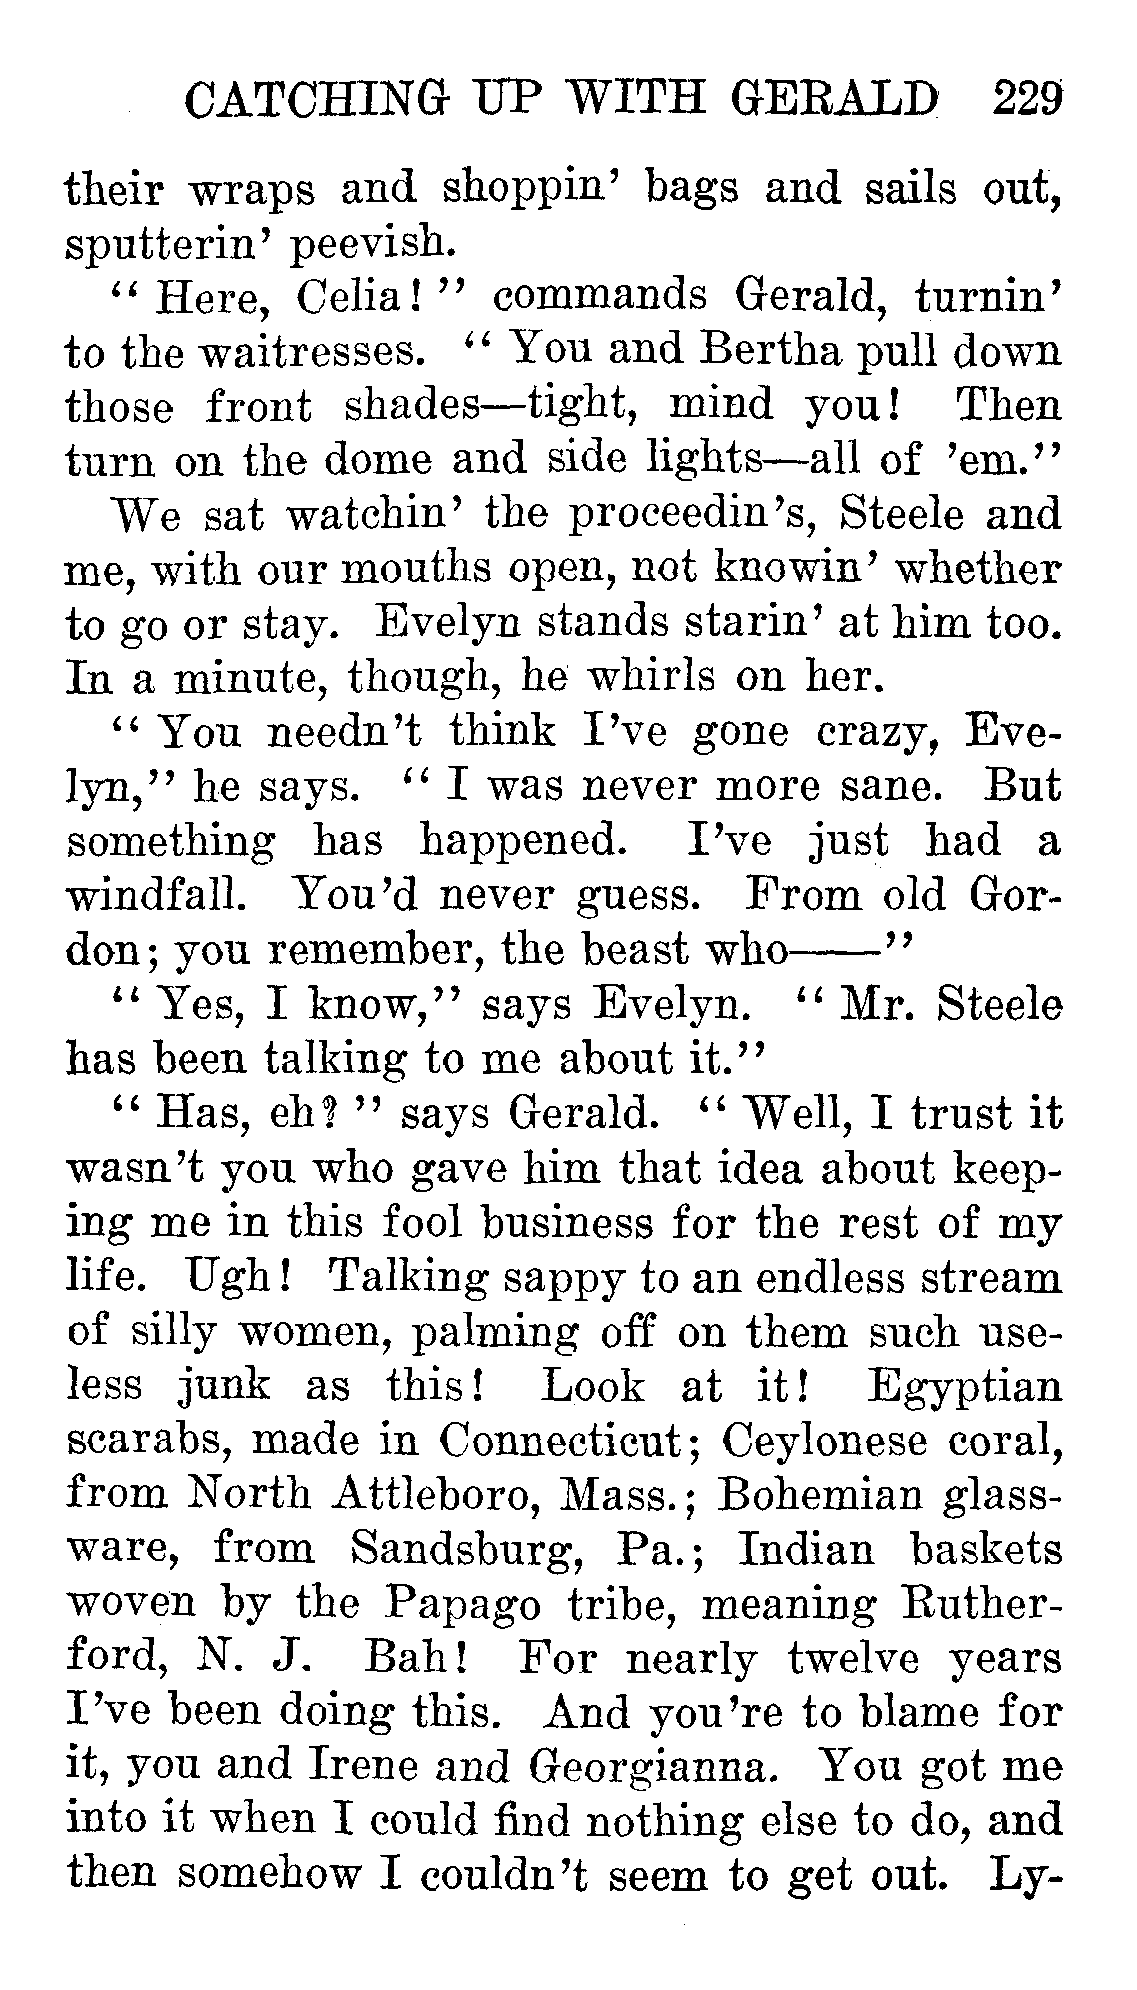 CATCHING UP WITH GERALD 229
their wraps and shoppin' bags and sails out,
sputterin' peevish.
"Here, Celia!" commands Gerald, turnin'
to the waitresses. "You and Bertha pull down
those front shades—tight, mind you! Then
turn on the dome and side lights—all of 'em."
We sat watchin' the proceedin's, Steele and
me, with our mouths open, not knowin' whether
to go or stay. Evelyn stands starin' at him too.
In a minute, though, he whirls on her.
"You needn't think I've gone crazy, Eve-
lyn," he says. "I was never more sane. But
something has happened. I've just had a
windfall. You'd never guess. From old Gor-
don; you remember, the beast who——"
"Yes, I know," says Evelyn. "Mr. Steele
has been talking to me about it."
"Has, eh?" says Gerald. "Well, I trust it
wasn't you who gave him that idea about keep-
ing me in this fool business for the rest of my
life. Ugh! Talking sappy to an endless stream
of silly women, palming off on them such use-
less junk as this! Look at it! Egyptian
scarabs, made in Connecticut; Ceylonese coral,
from North Attleboro, Mass.; Bohemian glass-
ware, from Sandsburg, Pa.; Indian baskets
woven by the Papago tribe, meaning Ruther-
ford, N. J. Bah! For nearly twelve years
I've been doing this. And you're to blame for
it, you and Irene and Georgianna. You got me
into it when I could find nothing else to do, and
then somehow I couldn't seem to get out. Ly-